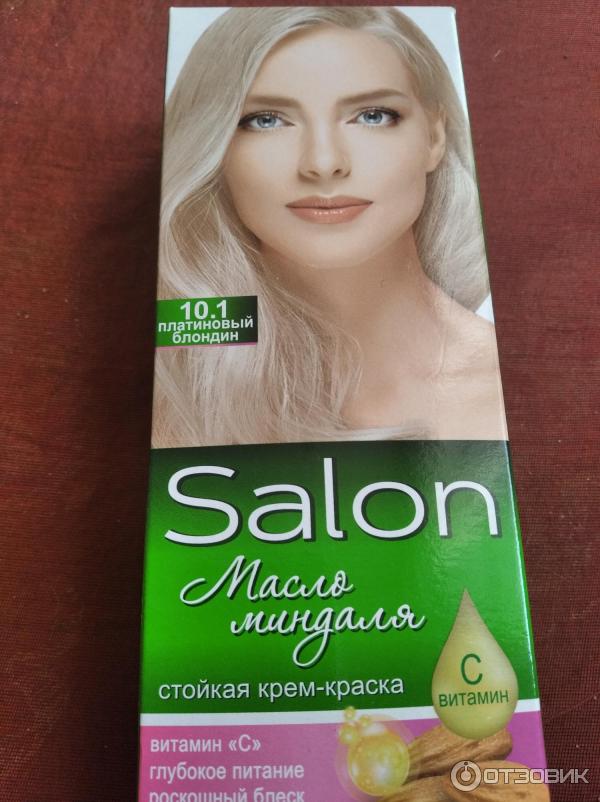 10.1
платиновый
блондин
Salon
Масло
миндаля
стойкая крем-краска
С
витамин
витамин «С»
глубокое питание
роскошный блеск
ОТЗОВИК